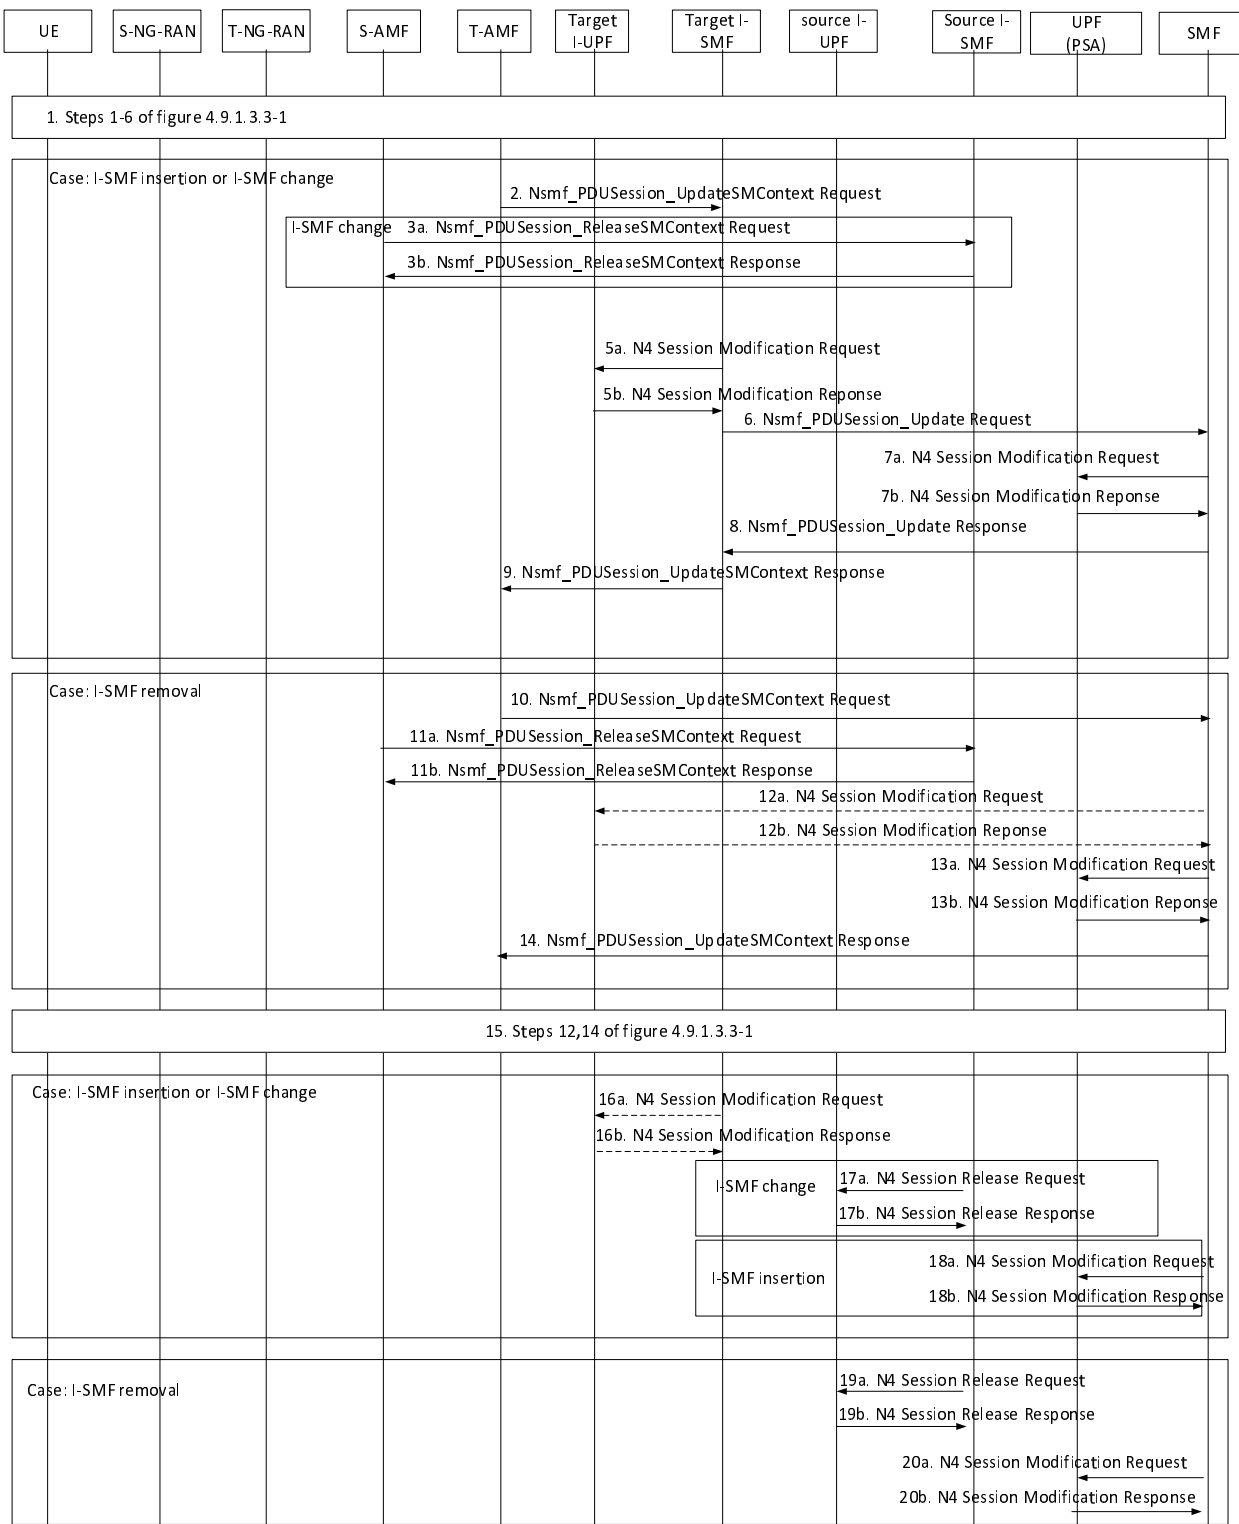 UE
S-NG-RAN
T-NG-RAN
S-AMF
T-AMF
Target
I-UPF
Target I-
SMF
source I-
UPF
Source I-
SMF
UPF
(PSA)
SMF
1. Steps 1-6 of figure 4.9.1.3.3-1
Case: I-SMF insertion or I-SMF change
2. Nsmf_PDUSession_UpdateSMContext Request
I-SMF change
3a. Nsmf_PDUSession_ReleaseSMContext Request
3b. Nsmf_PDUSession_ReleaseSMContext Response
5a. N4 Session Modification Request
5b. N4 Session Modification Reponse
6. Nsmf_PDUSession_Update Request
7a. N4 Session Modification Request
7b. N4 Session Modification Reponse
8. Nsmf_PDUSession_Update Response
9. Nsmf_PDUSession_UpdateSMContext Response
Case: I-SMF removal
10. Nsmf_PDUSession_UpdateSMContext Request
11a. Nsmf_PDUSession_ReleaseSMContext Request
11b. Nsmf_PDUSession_ReleaseSMContext Response
12a. N4 Session Modification Request
12b. N4 Session Modification Reponse
13a. N4 Session Modification Request
13b. N4 Session Modification Reponse
14. Nsmf_PDUSession_UpdateSMContext Response
15. Steps 12,14 of figure 4.9.1.3.3-1
Case: I-SMF insertion or I-SMF change
16a. N4 Session Modification Request
16b. N4 Session Modification Response
I-SMF change
17a. N4 Session Release Request
17b. N4 Session Release Response
I-SMF insertion
18a. N4 Session Modification Request
18b. N4 Session Modification Response
Case: I-SMF removal
19a. N4 Session Release Request
19b. N4 Session Release Response
20a. N4 Session Modification Request
20b. N4 Session Modification Response